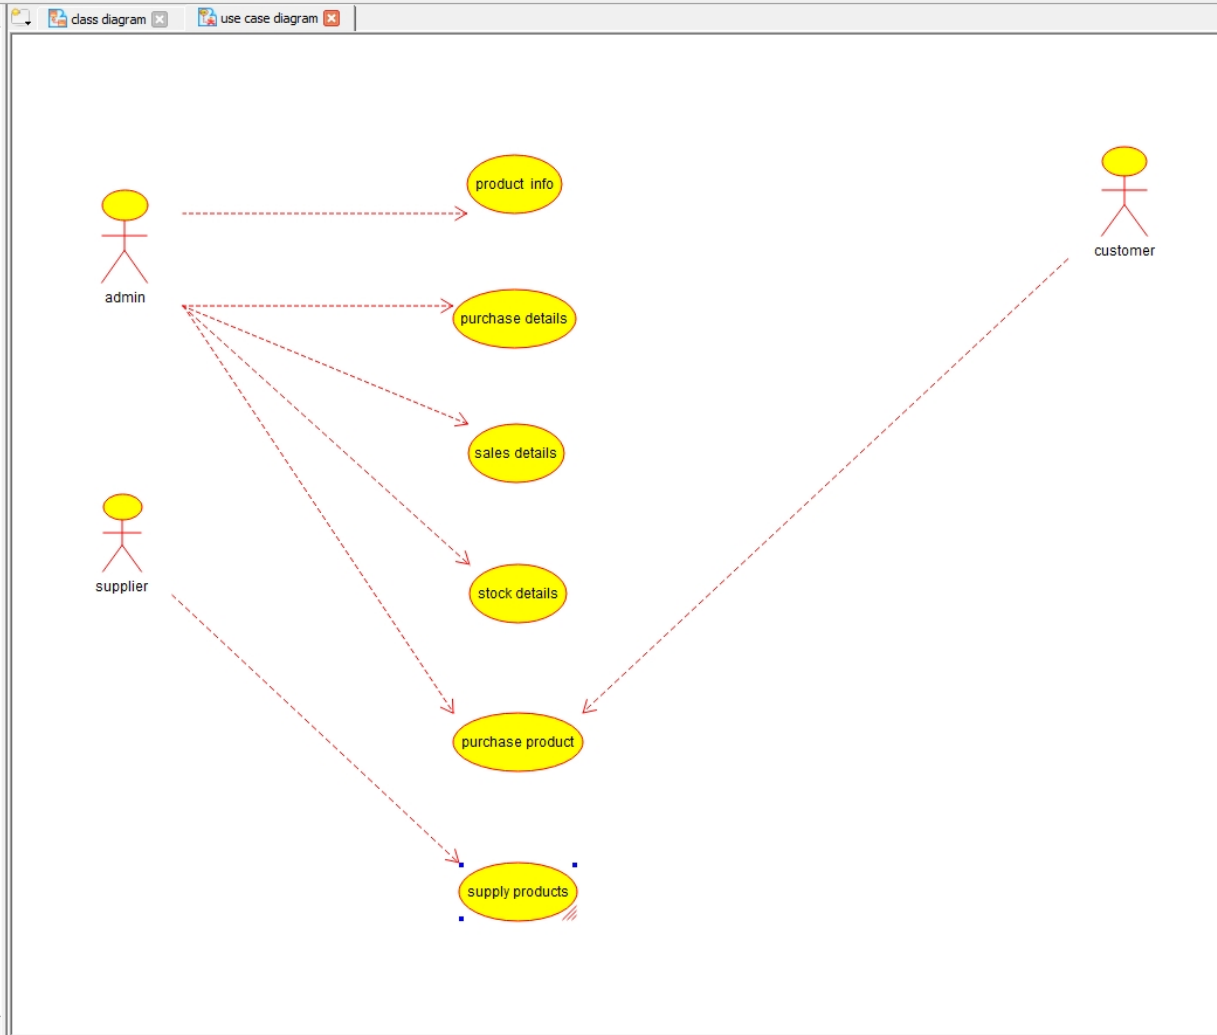 class diagram
use case diagram
product info
customer
admin
purchase details
sales details
supplier
stock details
purchase product
supply products